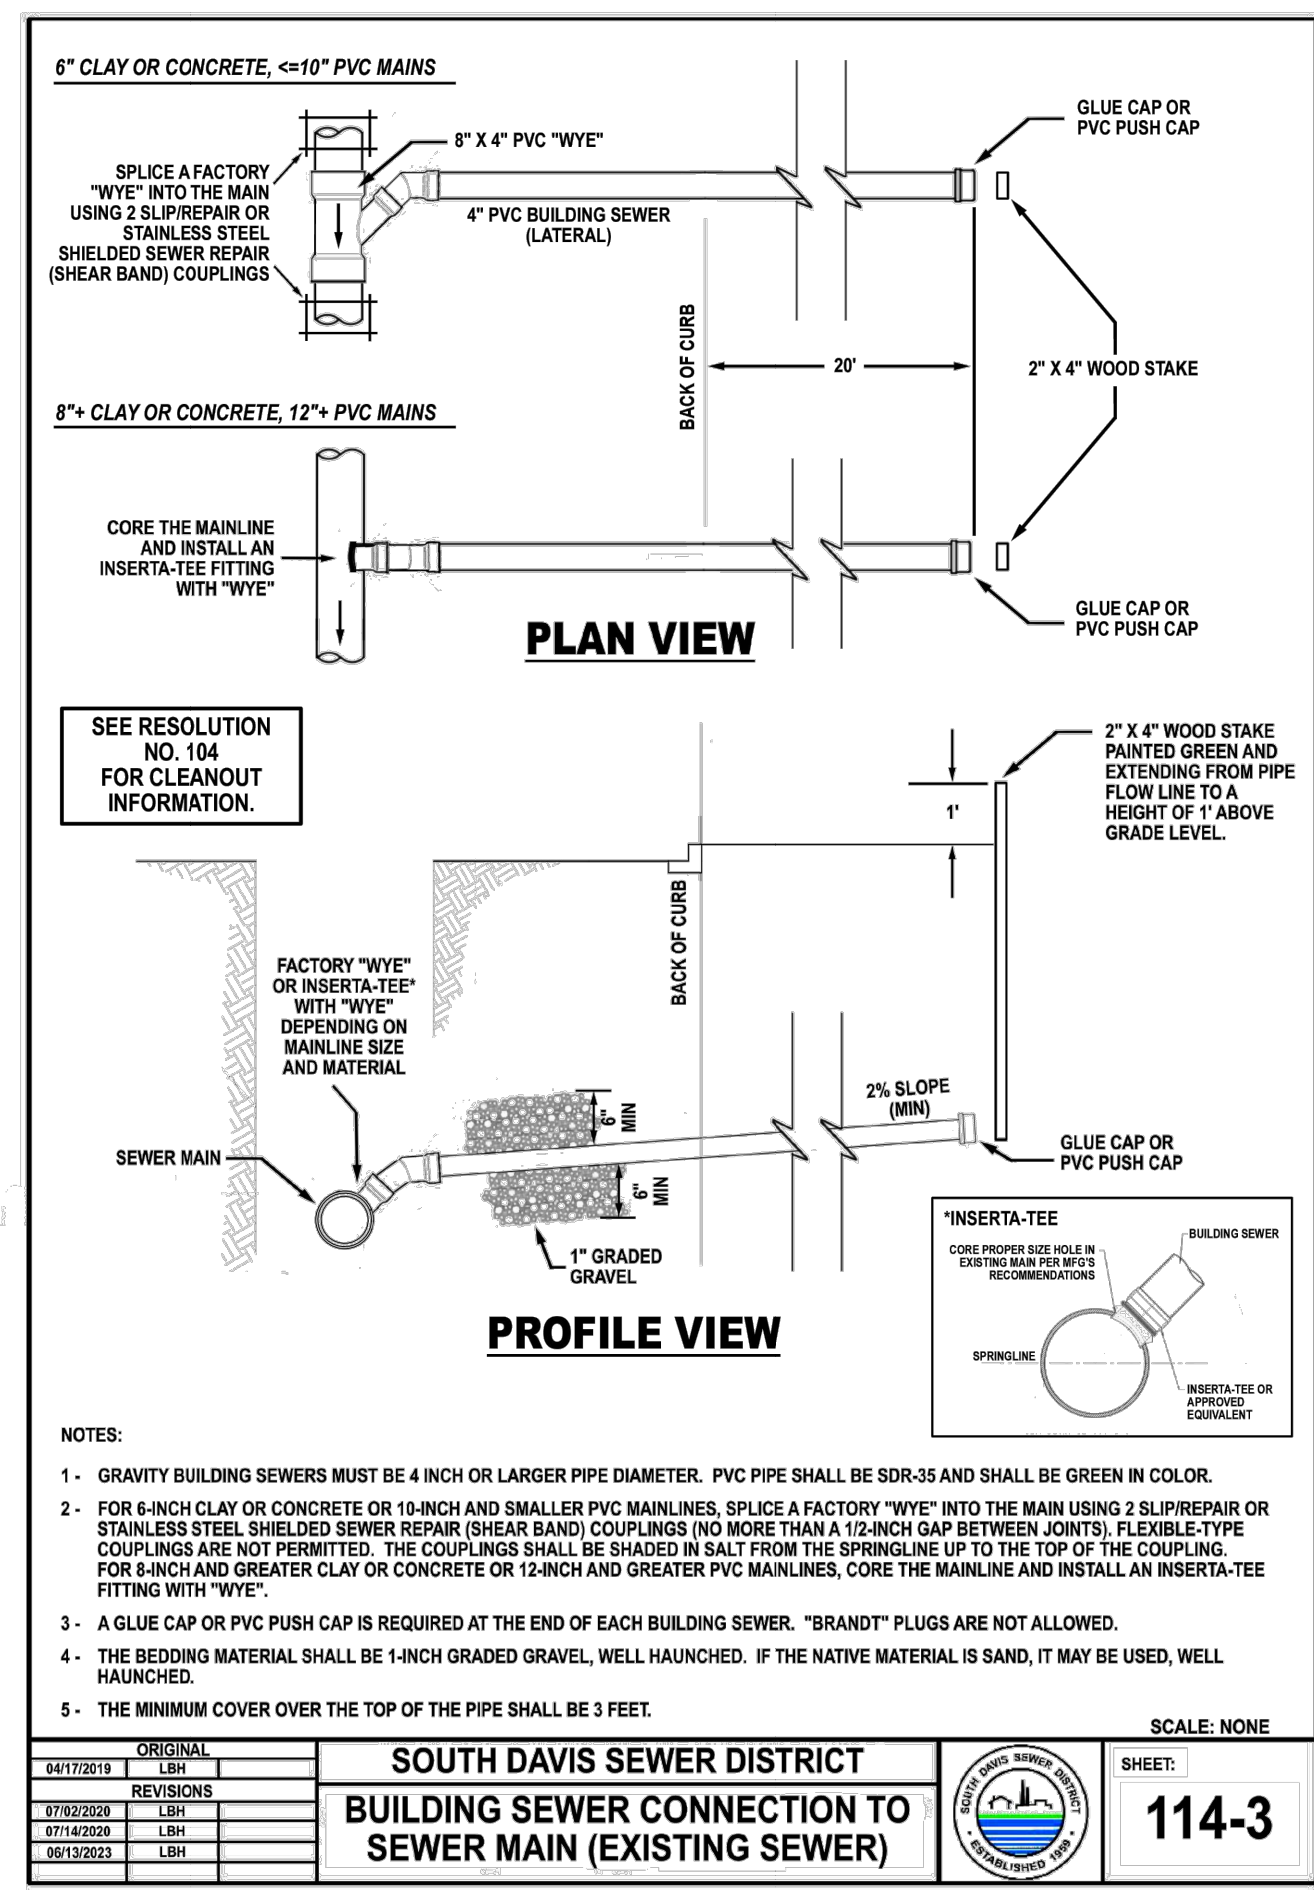 6" CLAY OR CONCRETE, <=10" PVC MAINS
GLUE CAP OR
PVC PUSH CAP
8" X 4" PVC "WYE"
SPLICE A FACTORY
"WYE" INTO THE MAIN
USING 2 SLIP/REPAIR OR
STAINLESS STEEL
SHIELDED SEWER REPAIR
(SHEAR BAND) COUPLINGS
4" PVC BUILDING SEWER
(LATERAL)
BACK OF CURB
20'
2" X 4" WOOD STAKE
8"+ CLAY OR CONCRETE, 12"+ PVC MAINS
CORE THE MAINLINE
AND INSTALL AN
INSERTA-TEE FITTING
WITH "WYE"
GLUE CAP OR
PVC PUSH CAP
PLAN VIEW
SEE RESOLUTION
NO. 104
FOR CLEANOUT
INFORMATION.
2" X 4" WOOD STAKE
PAINTED GREEN AND
EXTENDING FROM PIPE
FLOW LINE TO A
HEIGHT OF 1' ABOVE
GRADE LEVEL.
1'
BACK OF CURB
FACTORY "WYE"
OR INSERTA-TEE*
WITH "WYE"
DEPENDING ON
MAINLINE SIZE
AND MATERIAL
2% SLOPE
(MIN)
6"
MIN
SEWER MAIN
GLUE CAP OR
PVC PUSH CAP
6"
MIN
1" GRADED
GRAVEL
*INSERTA-TEE
BUILDING SEWER
CORE PROPER SIZE HOLE IN
EXISTING MAIN PER MFG'S
RECOMMENDATIONS
SPRINGLINE
INSERTA-TEE OR
APPROVED
EQUIVALENT
PROFILE VIEW
NOTES:
1 - GRAVITY BUILDING SEWERS MUST BE 4 INCH OR LARGER PIPE DIAMETER. PVC PIPE SHALL BE SDR-35 AND SHALL BE GREEN IN COLOR.
2 - FOR 6-INCH CLAY OR CONCRETE OR 10-INCH AND SMALLER PVC MAINLINES, SPLICE A FACTORY "WYE" INTO THE MAIN USING 2 SLIP/REPAIR OR
STAINLESS STEEL SHIELDED SEWER REPAIR (SHEAR BAND) COUPLINGS (NO MORE THAN A 1/2-INCH GAP BETWEEN JOINTS). FLEXIBLE-TYPE
COUPLINGS ARE NOT PERMITTED. THE COUPLINGS SHALL BE SHADED IN SALT FROM THE SPRINGLINE UP TO THE TOP OF THE COUPLING.
FOR 8-INCH AND GREATER CLAY OR CONCRETE OR 12-INCH AND GREATER PVC MAINLINES, CORE THE MAINLINE AND INSTALL AN INSERTA-TEE
FITTING WITH "WYE".
3 - A GLUE CAP OR PVC PUSH CAP IS REQUIRED AT THE END OF EACH BUILDING SEWER. "BRANDT" PLUGS ARE NOT ALLOWED.
4 - THE BEDDING MATERIAL SHALL BE 1-INCH GRADED GRAVEL, WELL HAUNCHED. IF THE NATIVE MATERIAL IS SAND, IT MAY BE USED, WELL
HAUNCHED.
5 - THE MINIMUM COVER OVER THE TOP OF THE PIPE SHALL BE 3 FEET.
SCALE: NONE
ORIGINAL
04/17/2019 LBH
REVISIONS
07/02/2020 LBH
07/14/2020 LBH
06/13/2023 LBH
SOUTH DAVIS SEWER DISTRICT
BUILDING SEWER CONNECTION TO
SEWER MAIN (EXISTING SEWER)
SOUTH DAVIS SEWER DISTRICT
• ESTABLISHED 1959 •
SHEET:
114-3